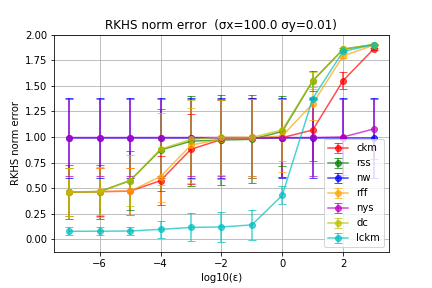 RKHS norm error (σx=100.0 σy=0.01)
RKHS norm error
2.00
1.75
1.50
1.25
1.00
0.75
0.50
0.25
0.00
−6
−4
−2
0
2
log10(ε)
ckm
rss
nw
rff
nys
dc
lckm